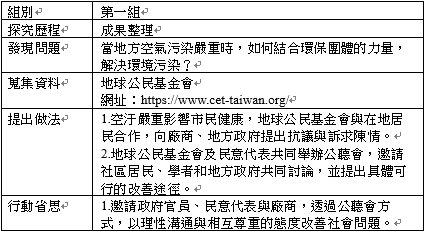 組別 第一組
探究歷程 成果整理
發現問題 當地方空氣污染嚴重時,如何結合環保團體的力量,
解決環境污染?
蒐集資料 地球公民基金會
網址:https://www.cet-taiwan.org/
提出做法 1.空汙嚴重影響市民健康,地球公民基金會與在地居
民合作,向廠商、地方政府提出抗議與訴求陳情。
2.地球公民基金會及民意代表共同舉辦公聽會,邀請
社區居民、學者和地方政府共同討論,並提出具體可
行的改善途徑。
行動省思 1.邀請政府官員、民意代表與廠商,透過公聽會方
式,以理性溝通與相互尊重的態度改善社會問題。